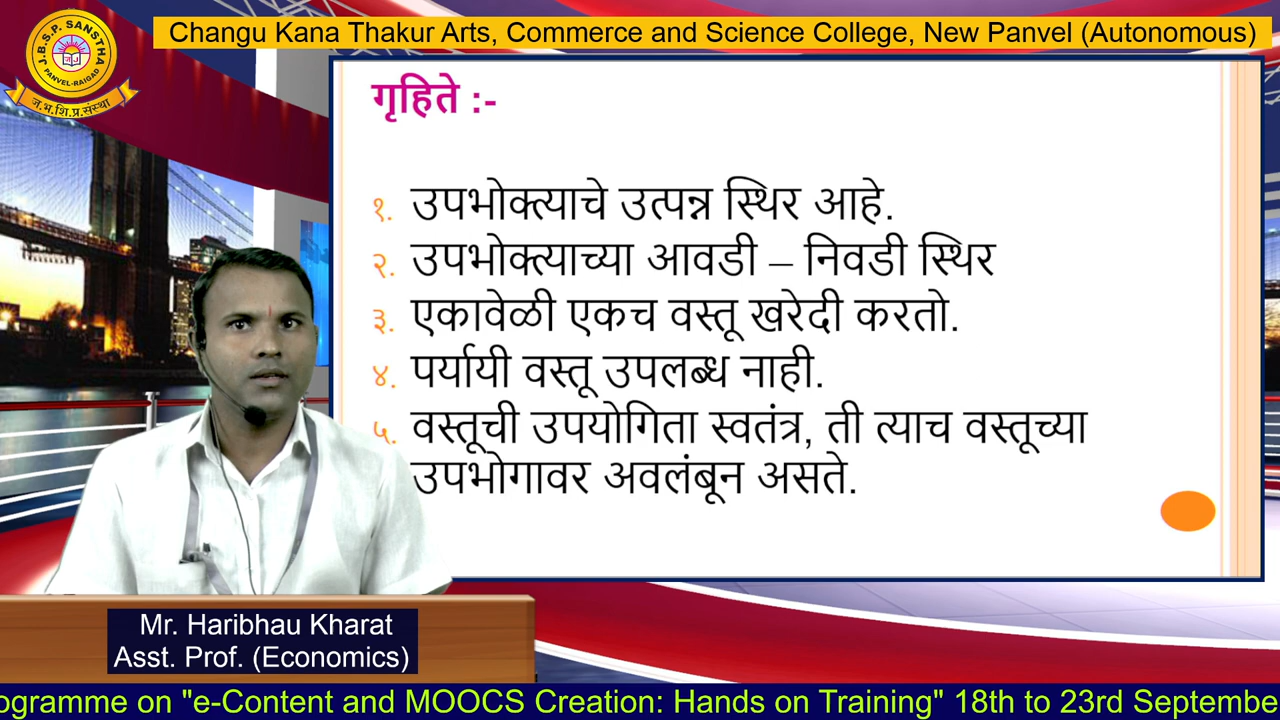 J.B.S.P. SANSTHA
PANVEL-RAIGAD
ज.भ.शि.प्र.संस्था
Changu Kana Thakur Arts, Commerce and Science College, New Panvel (Autonomous)
गृहिते :-
१. उपभोक्त्याचे उत्पन्न स्थिर आहे.
२. उपभोक्त्याच्या आवडी – निवडी स्थिर
३. एकावेळी एकच वस्तू खरेदी करतो.
४. पर्यायी वस्तू उपलब्ध नाही.
५. वस्तूची उपयोगिता स्वतंत्र, ती त्याच वस्तूच्या
उपभोगावर अवलंबून असते.
Mr. Haribhau Kharat
Asst. Prof. (Economics)
ogramme on "e-Content and MOOCS Creation: Hands on Training" 18th to 23rd Septembe